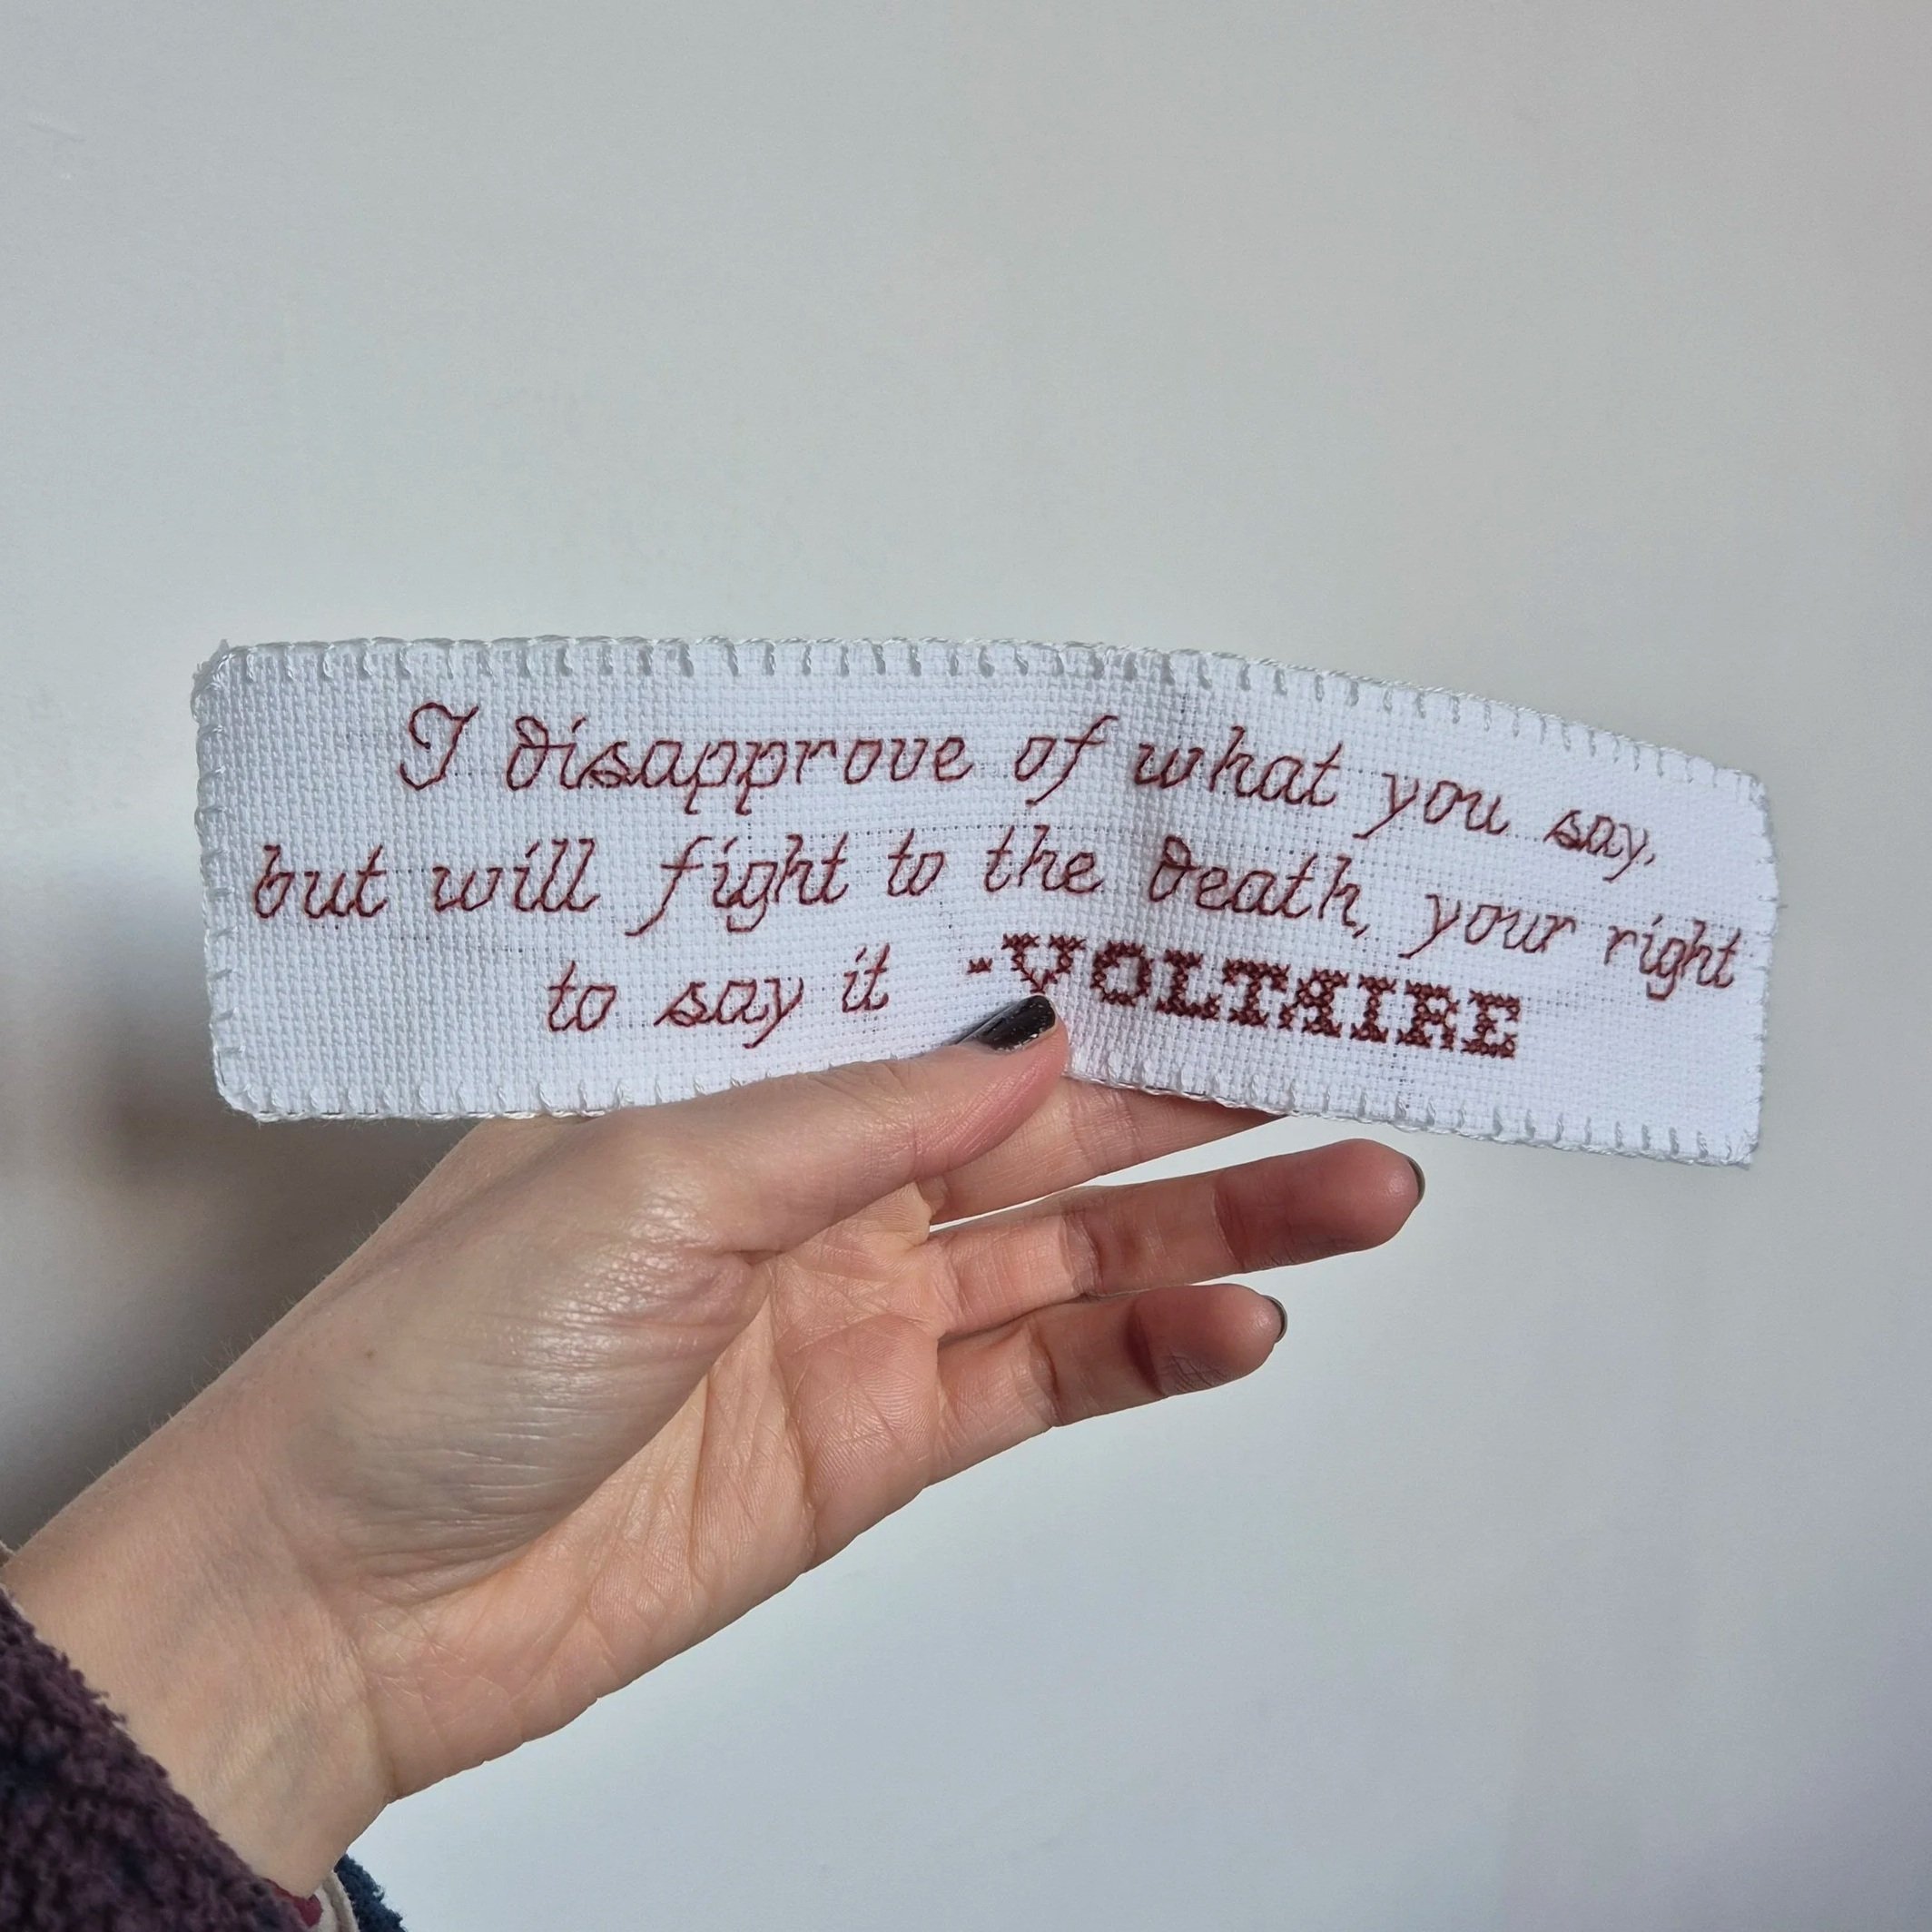 I disapprove of what you say,
but will fight to the death, your right
to say it -VOLTAIRE